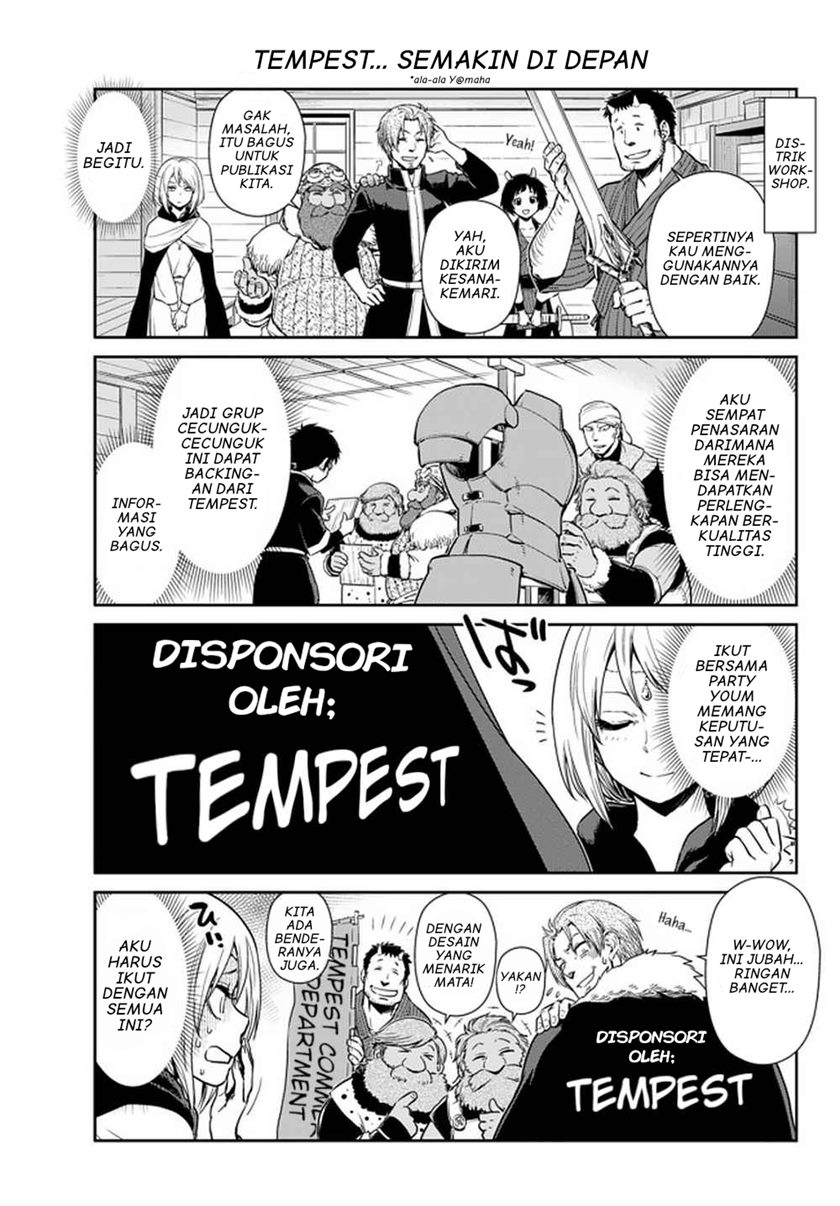 TEMPEST... SEMAKIN DI DEPAN
*ala-ala Y@maha
DIS-
TRIK
WORK-
SHOP.
SEPERTINYA
KAU MENG-
GUNAKANNYA
DENGAN BAIK.
Yeah!
YAH,
AKU
DIKIRIM
KESANA-
KEMARI.
GAK
MASALAH,
ITU BAGUS
UNTUK
PUBLIKASI
KITA.
JADI
BEGITU.
AKU
SEMPAT
PENASARAN
DARIMANA
MEREKA
BISA MEN-
DAPATKAN
PERLENG-
KAPAN BER-
KUALITAS
TINGGI.
JADI GRUP
CECUNGUK-
CECUNGUK
INI DAPAT
BACKING-
AN DARI
TEMPEST.
INFOR-
MASI
YANG
BAGUS.
IKUT
BERSAMA
PARTY
YOUM
MEMANG
KEPUTU-
SAN YANG
TEPAT-...
ばっ
DISPONSORI
OLEH;
TEMPEST
W-WOW,
INI JUBAH...
RINGAN
BANGET...
Haha...
YAKAN
!?
DENGAN
DESAIN
YANG
MENARIK
MATA!
KITA
ADA
BENDE-
RANYA
JUGA.
TEMPEST COMME
DEPARTMENT
DISPONSORI
OLEH;
TEMPEST
ひぃ
AKU
HARUS
IKUT
DENGAN
SEMUA
INI?